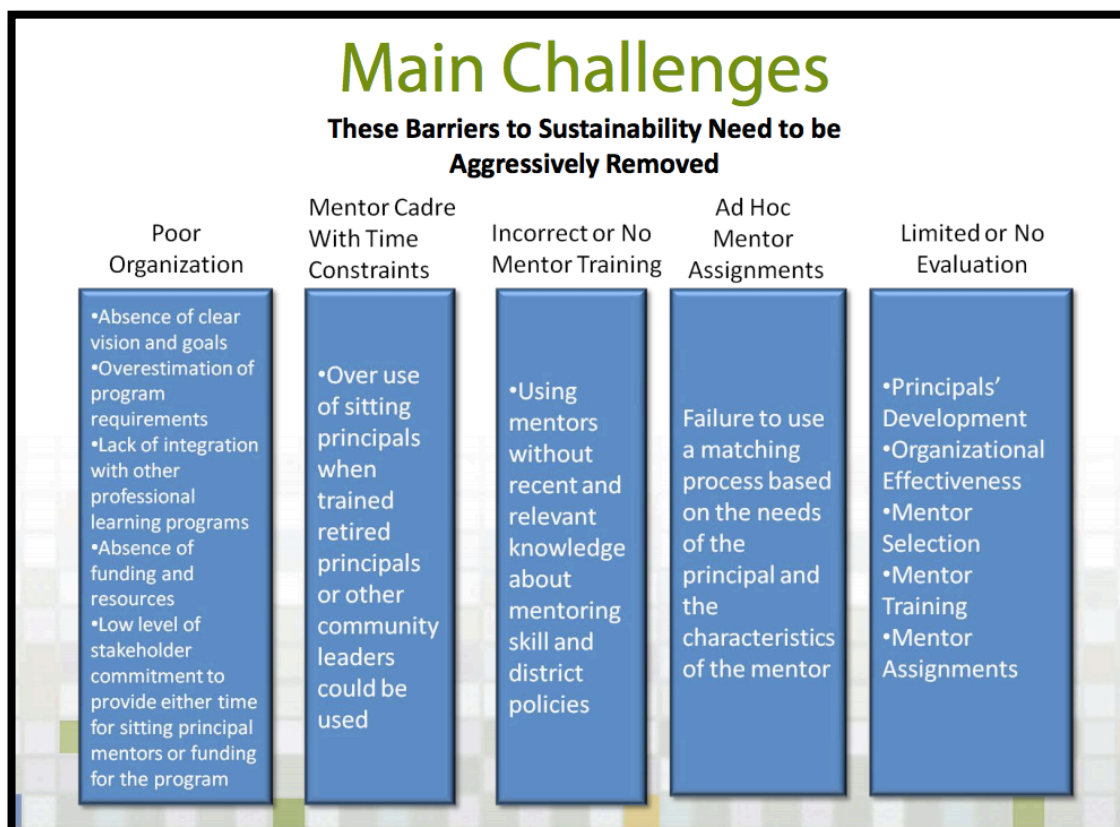 Main Challenges
These Barriers to Sustainability Need to be
Aggressively Removed
Poor
Organization
•Absence of clear
vision and goals
•Overestimation of
program
requirements
•Lack of integration
with other
professional
learning programs
•Absence of
funding and
resources
•Low level of
stakeholder
commitment to
provide either time
for sitting principal
mentors or funding
for the program
Mentor Cadre
With Time
Constraints
•Over use
of sitting
principals
when
trained
retired
principals
or other
community
leaders
could be
used
Incorrect or No
Mentor Training
•Using
mentors
without
recent and
relevant
knowledge
about
mentoring
skill and
district
policies
Ad Hoc
Mentor
Assignments
Failure to use
a matching
process based
on the needs
of the
principal and
the
characteristics
of the mentor
Limited or No
Evaluation
•Principals’
Development
•Organizational
Effectiveness
•Mentor
Selection
•Mentor
Training
•Mentor
Assignments